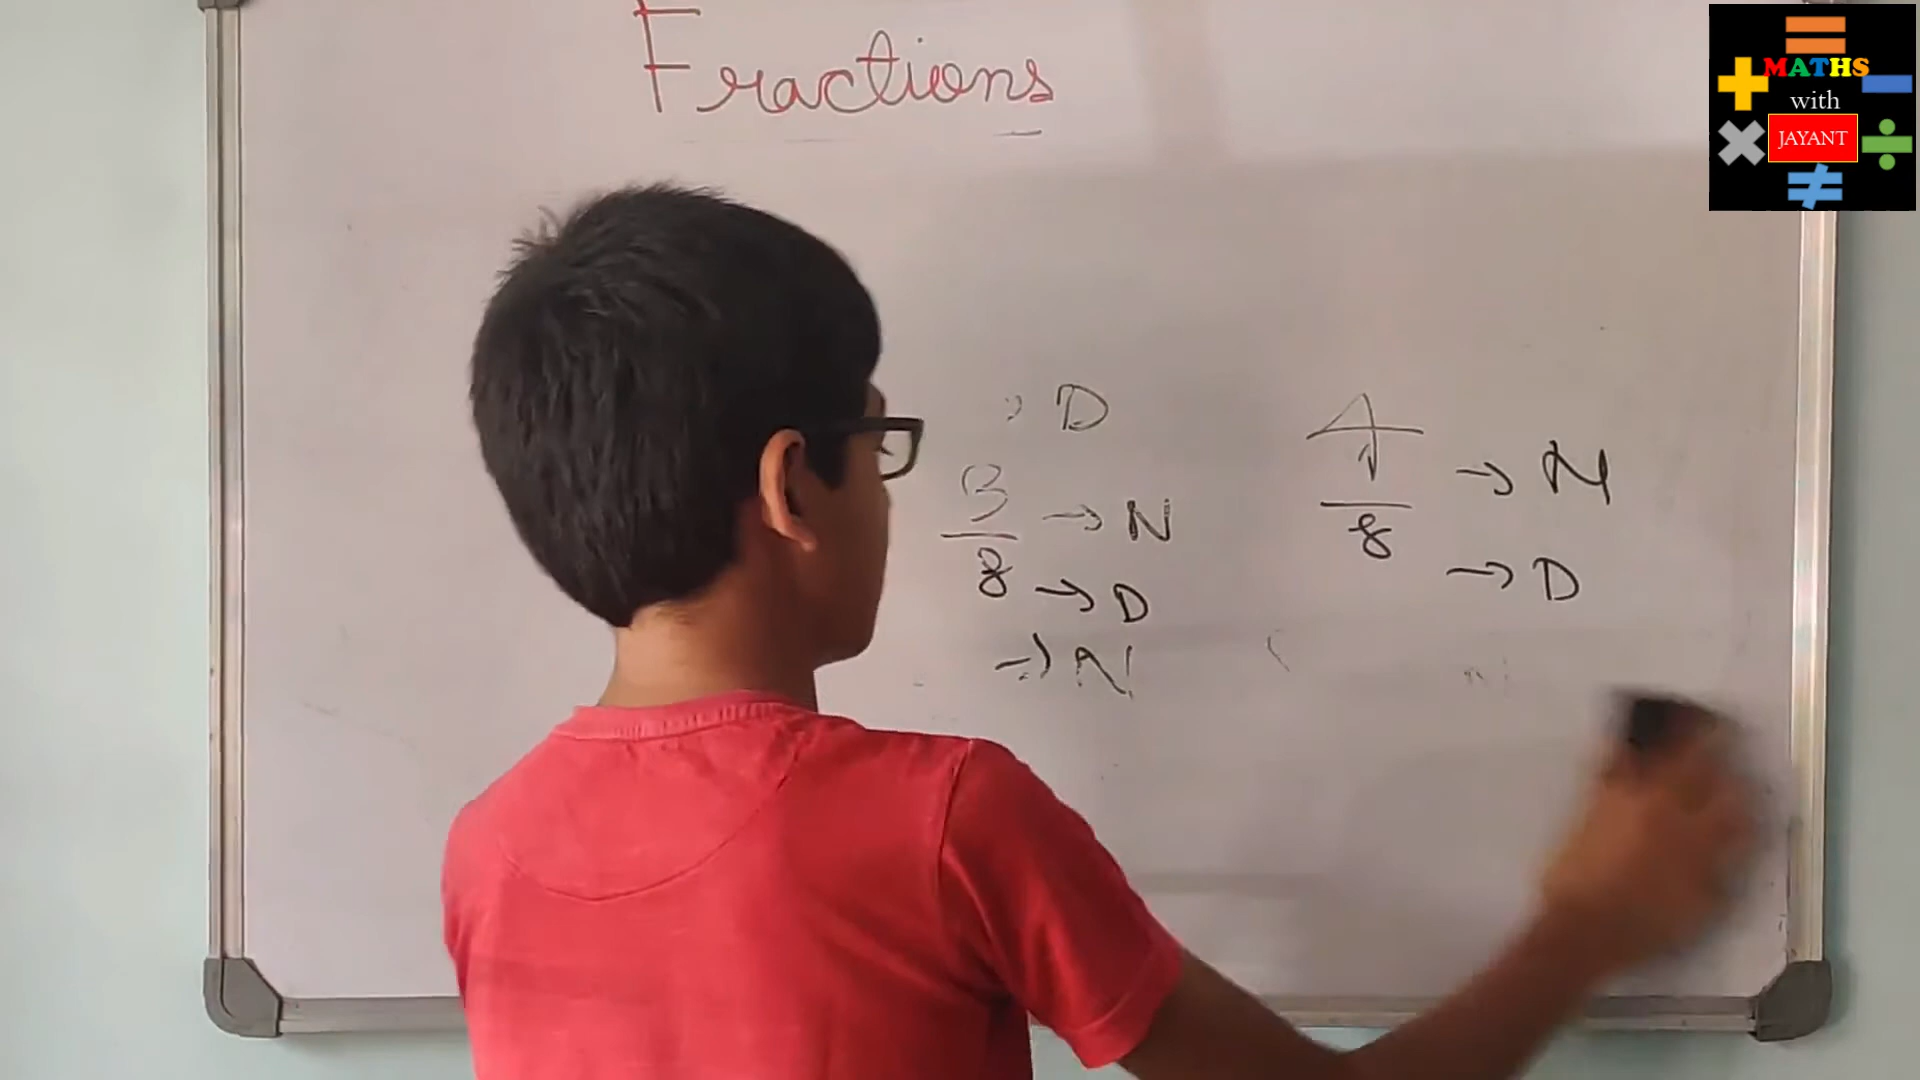 Fractions
MATHS
with
JAYANT
D
3/8 → N
→ D
→ N
4/8 → N
→ D